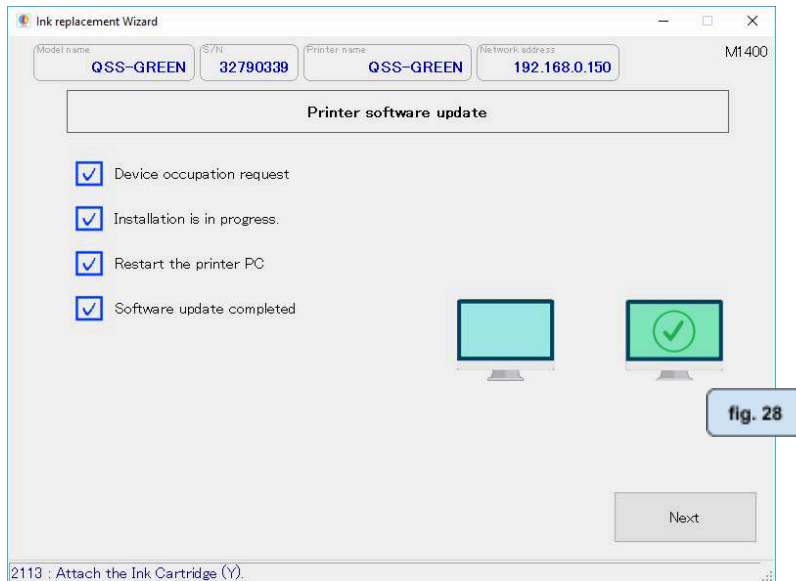 Ink replacement Wizard
Model name S/N Printer name Network address M1400
QSS-GREEN 32790339 QSS-GREEN 192.168.0.150
Printer software update
Device occupation request
Installation is in progress.
Restart the printer PC
Software update completed
fig. 28
Next
2113 : Attach the Ink Cartridge (Y).